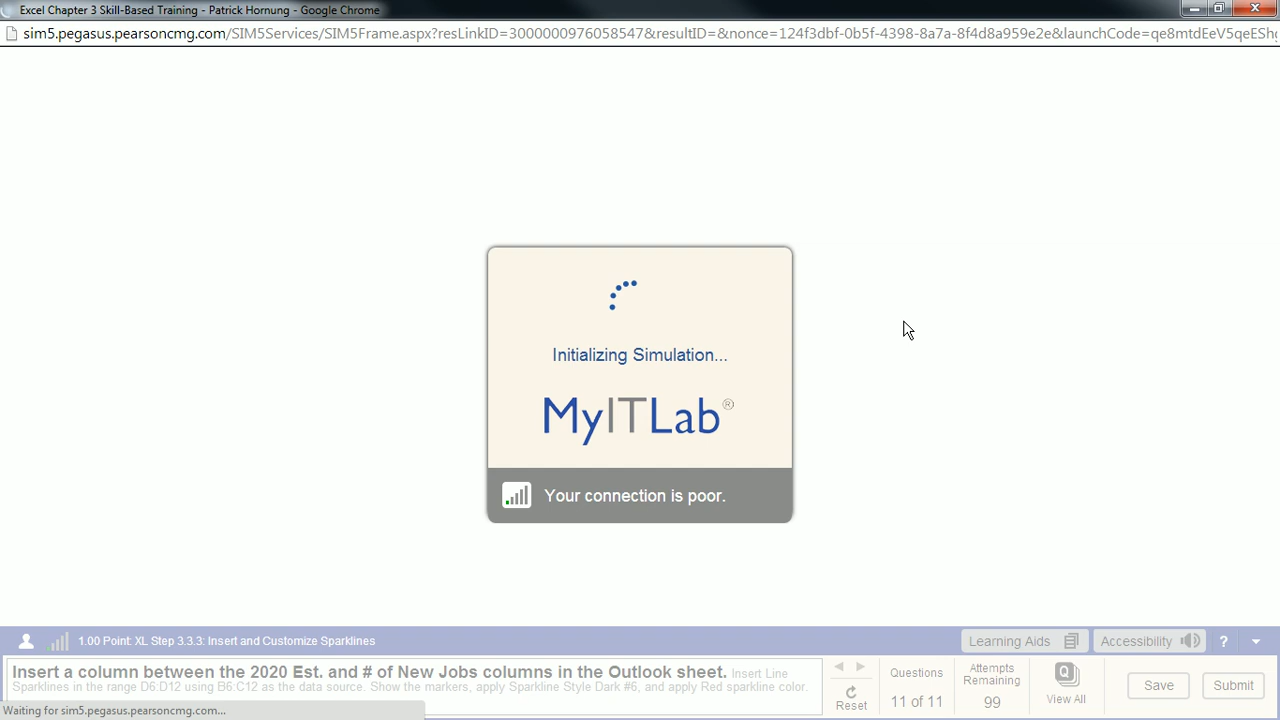 Excel Chapter 3 Skill-Based Training - Patrick Hornung - Google Chrome
sim5.pegasus.pearsoncmg.com/SIM5Services/SIM5Frame.aspx?resLinkID=3000000976058547&resultID=&nonce=124f3dbf-0b5f-4398-8a7a-8f4d8a959e2e&launchCode=qe8mtdEeV5qeEShg
Initializing Simulation...
MyITLab®
Your connection is poor.
1.00 Point: XL Step 3.3.3: Insert and Customize Sparklines
Learning Aids
Accessibility
?
Insert a column between the 2020 Est. and # of New Jobs columns in the Outlook sheet. Insert Line
Sparklines in the range D6:D12 using B6:C12 as the data source. Show the markers, apply Sparkline Style Dark #6, and apply Red sparkline color.
Reset
Questions
11 of 11
Attempts
Remaining
99
Q
View All
Save
Submit
Waiting for sim5.pegasus.pearsoncmg.com...